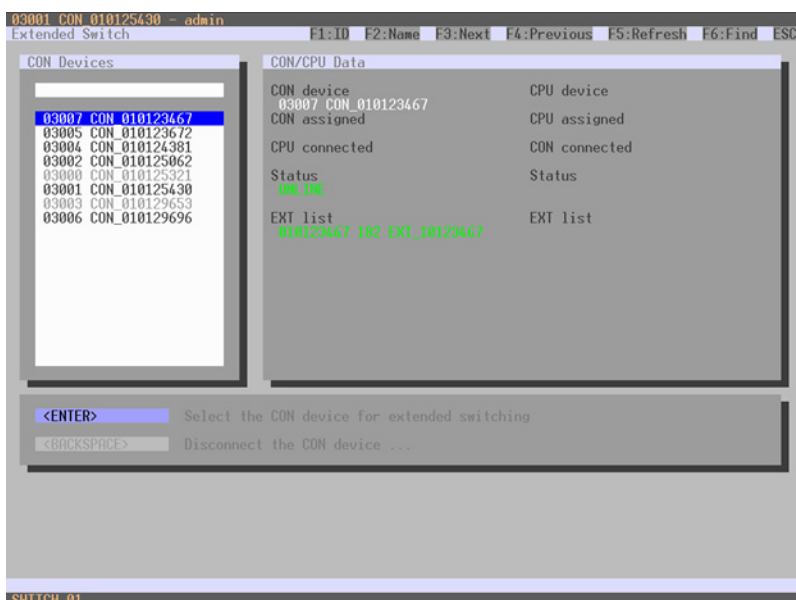 03001 CON_010125430 - admin
Extended Switch F1:ID F2:Name F3:Next F4:Previous F5:Refresh F6:Find ESC
CON Devices
03007 CON_010123467
03005 CON_010123672
03004 CON_010124381
03002 CON_010125062
03000 CON_010125321
03001 CON_010125430
03003 CON_010129653
03006 CON_010129696
CON/CPU Data
CON device CPU device
03007 CON_010123467
CON assigned CPU assigned
CPU connected CON connected
Status Status
ONLINE
EXT list EXT list
010123467 182 EXT_10123467
<ENTER> Select the CON device for extended switching
<BACKSPACE> Disconnect the CON device ...
SWITCH_01